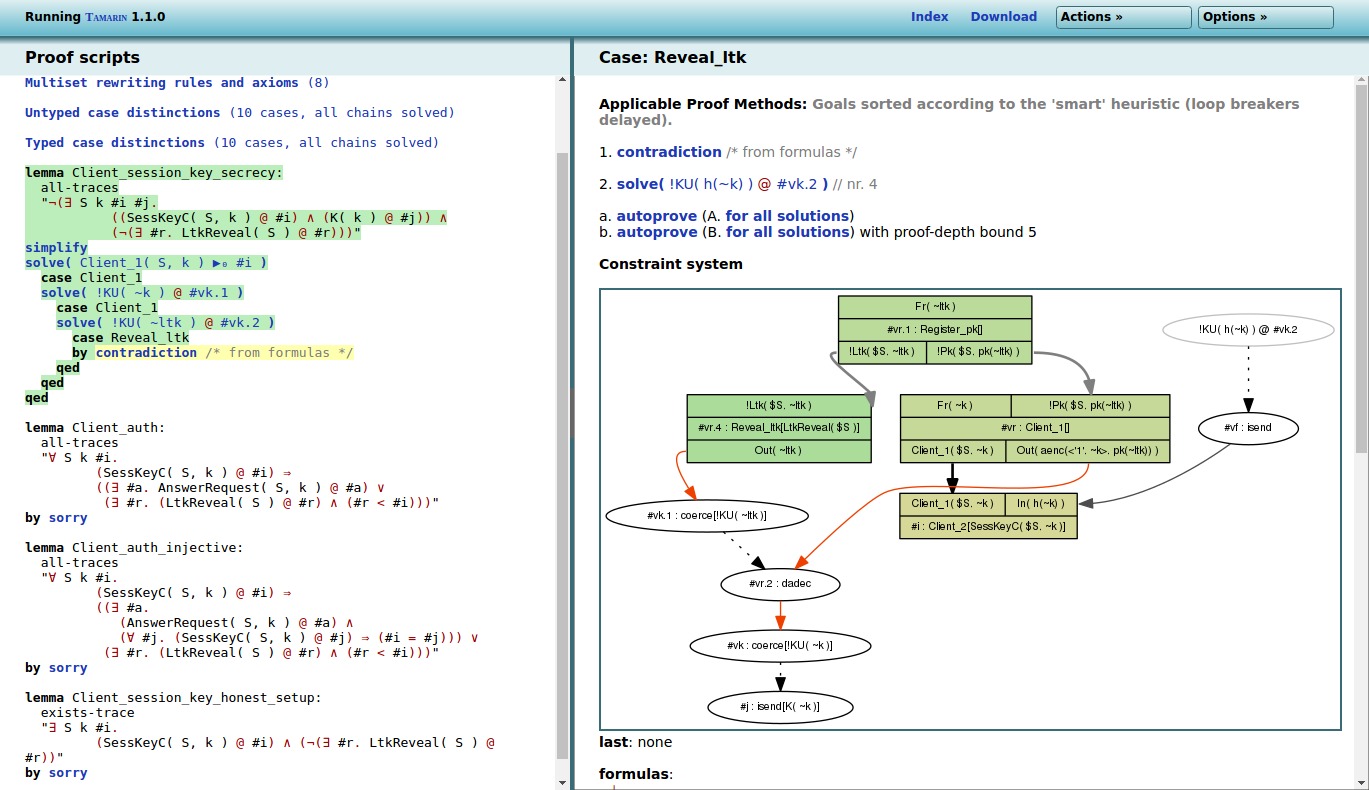 Running TAMARIN 1.1.0
Index Download Actions » Options »
Proof scripts
Multiset rewriting rules and axioms (8)
Untyped case distinctions (10 cases, all chains solved)
Typed case distinctions (10 cases, all chains solved)
lemma Client_session_key_secrecy:
all-traces
"¬(∃ S k #i #j.
((SessKeyC( S, k ) @ #i) ∧ (K( k ) @ #j)) ∧
(¬(∃ #r. LtkReveal( S ) @ #r)))"
simplify
solve( Client_1( S, k ) ▶₀ #i )
case Client_1
solve( !KU( ~k ) @ #vk.1 )
case Client_1
solve( !KU( ~ltk ) @ #vk.2 )
case Reveal_ltk
by contradiction /* from formulas */
qed
qed
qed
lemma Client_auth:
all-traces
"∀ S k #i.
(SessKeyC( S, k ) @ #i) ⇒
((∃ #a. AnswerRequest( S, k ) @ #a) ∨
(∃ #r. (LtkReveal( S ) @ #r) ∧ (#r < #i)))"
by sorry
lemma Client_auth_injective:
all-traces
"∀ S k #i.
(SessKeyC( S, k ) @ #i) ⇒
((∃ #a.
(AnswerRequest( S, k ) @ #a) ∧
(∀ #j. (SessKeyC( S, k ) @ #j) ⇒ (#i = #j))) ∨
(∃ #r. (LtkReveal( S ) @ #r) ∧ (#r < #i)))"
by sorry
lemma Client_session_key_honest_setup:
exists-trace
"∃ S k #i.
(SessKeyC( S, k ) @ #i) ∧ (¬(∃ #r. LtkReveal( S ) @
#r))"
by sorry
Case: Reveal_ltk
Applicable Proof Methods: Goals sorted according to the 'smart' heuristic (loop breakers
delayed).
1. contradiction /* from formulas */
2. solve( !KU( h(~k) ) @ #vk.2 ) // nr. 4
a. autoprove (A. for all solutions)
b. autoprove (B. for all solutions) with proof-depth bound 5
Constraint system
Fr( ~ltk )
#vr.1 : Register_pk[]
!Ltk( $S, ~ltk ) !Pk( $S, pk(~ltk) )
!KU( h(~k) ) @ #vk.2
!Ltk( $S, ~ltk )
#vr.4 : Reveal_ltk[LtkReveal( $S )]
Out( ~ltk )
Fr( ~k ) !Pk( $S, pk(~ltk) )
#vr : Client_1[]
Client_1( $S, ~k ) Out( aenc(<'1', ~k>, pk(~ltk)) )
#vf : isend
#vk.1 : coerce[!KU( ~ltk )]
Client_1( $S, ~k ) In( h(~k) )
#i : Client_2[SessKeyC( $S, ~k )]
#vr.2 : dadec
#vk : coerce[!KU( ~k )]
#j : isend[K( ~k )]
last: none
formulas: